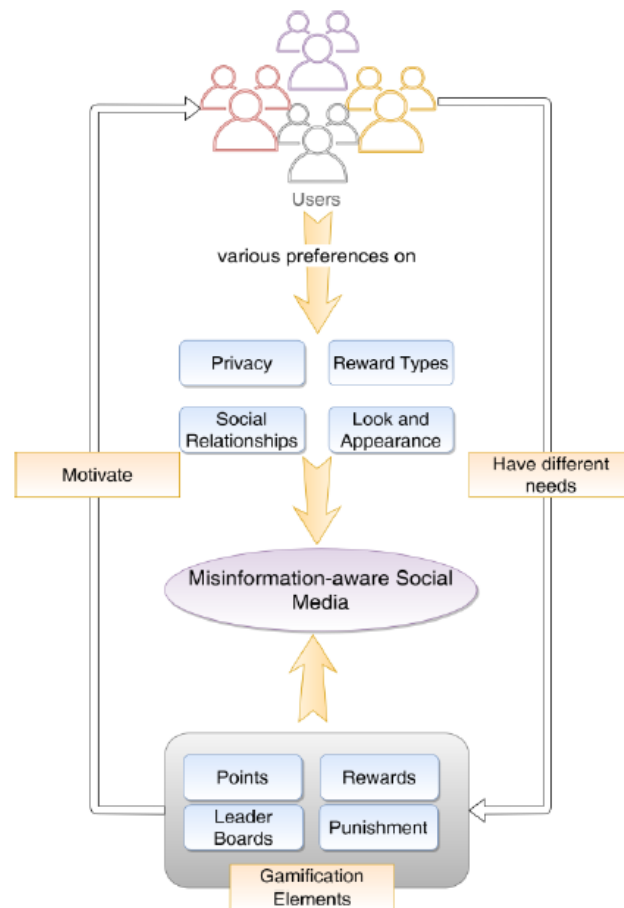 Users
various preferences on
Privacy
Reward Types
Social
Relationships
Look and
Appearance
Motivate
Have different
needs
Misinformation-aware Social
Media
Points
Rewards
Leader
Boards
Punishment
Gamification
Elements